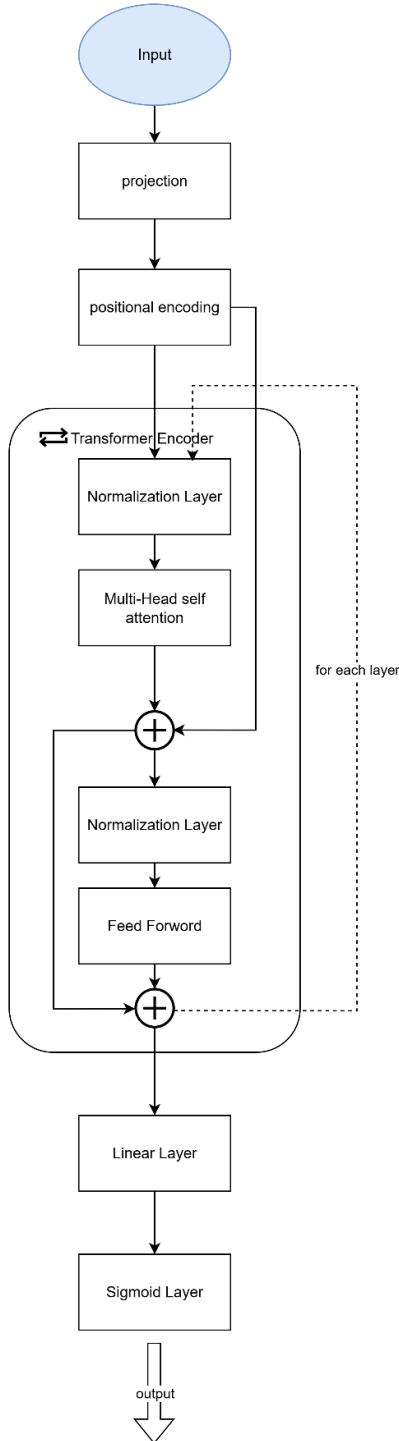 Input
projection
positional encoding
Transformer Encoder
Normalization Layer
Multi-Head self
attention
for each layer
Normalization Layer
Feed Forword
Linear Layer
Sigmoid Layer
output